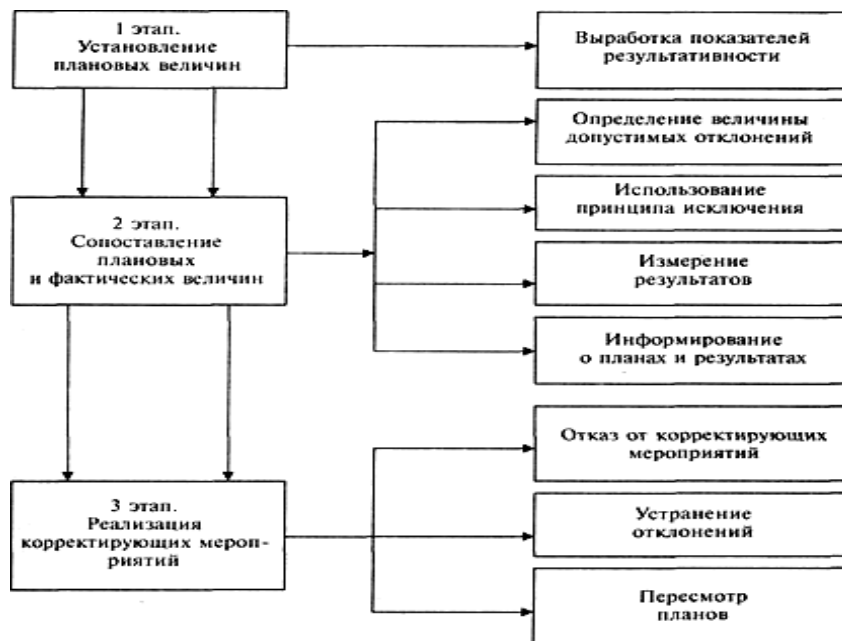 1 этап.
Установление
плановых величин
Выработка показателей
результативности
Определение величины
допустимых отклонений
2 этап.
Сопоставление
плановых
и фактических величин
Использование
принципа исключения
Измерение
результатов
Информирование
о планах и результатах
3 этап.
Реализация
корректирующих мероп-
риятий
Отказ от корректирующих
мероприятий
Устранение
отклонений
Пересмотр
планов